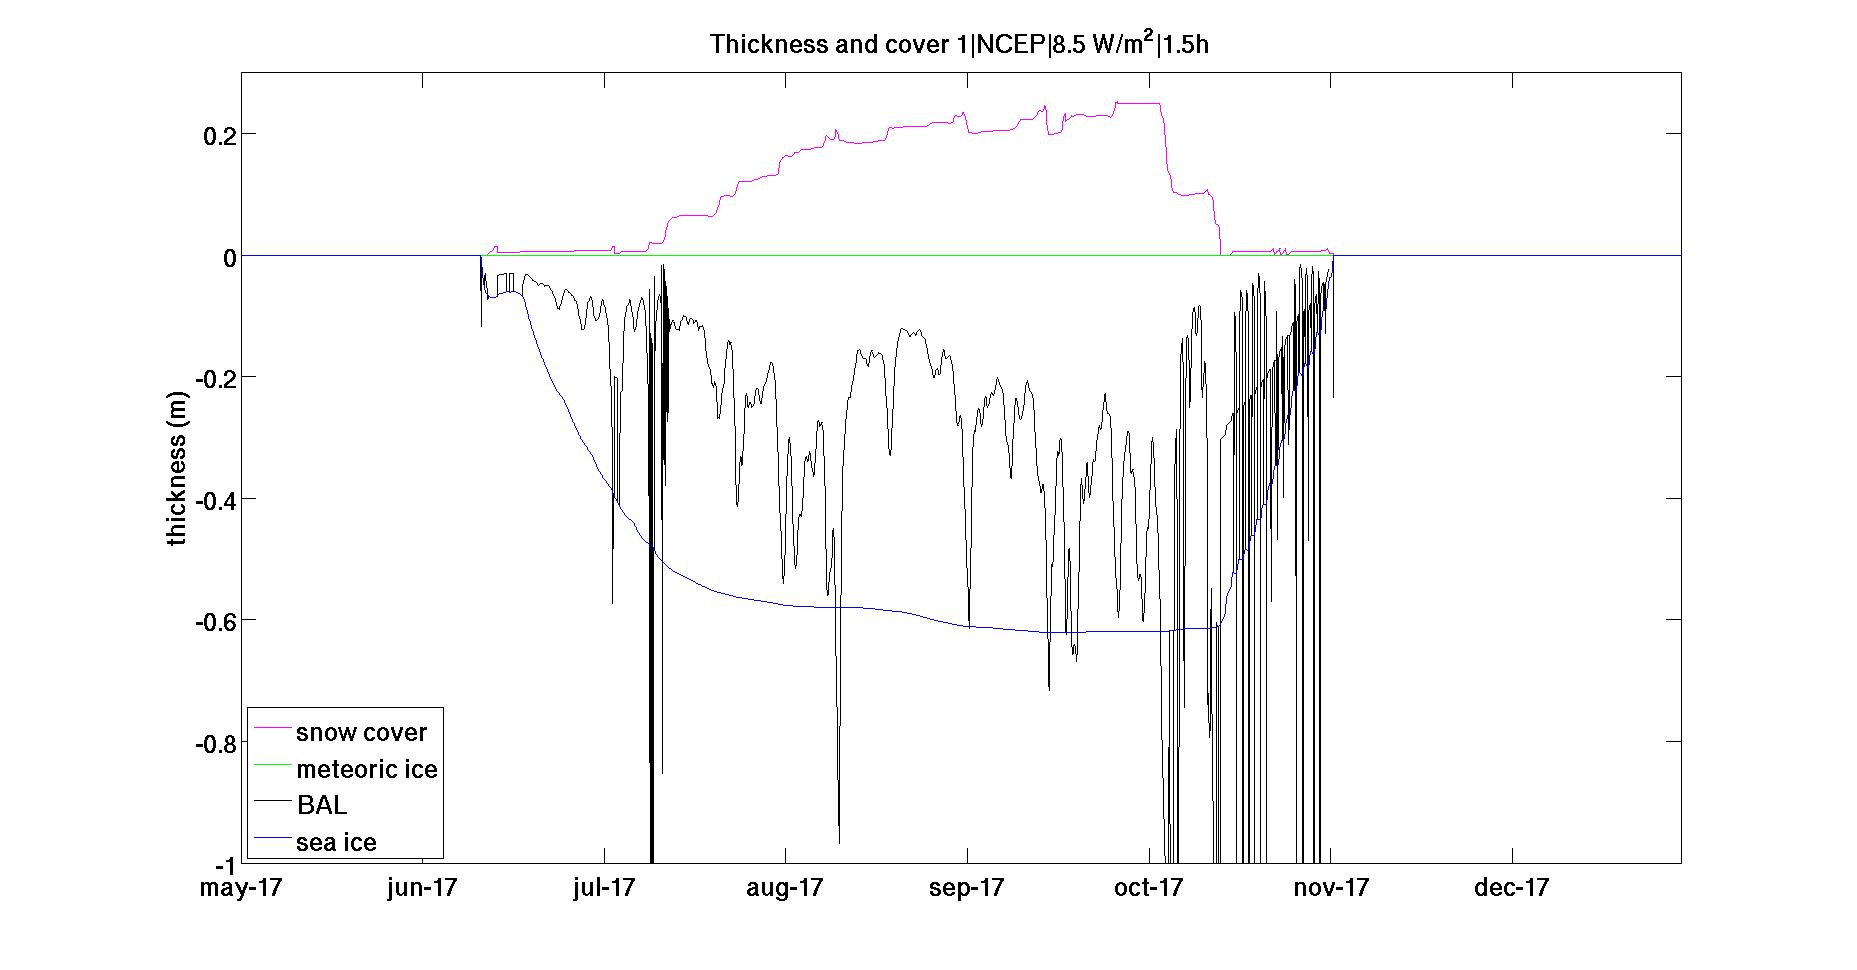 Thickness and cover 1|NCEP|8.5 W/m²|1.5h
thickness (m)
0.2
0
-0.2
-0.4
-0.6
-0.8
-1
snow cover
meteoric ice
BAL
sea ice
may-17
jun-17
jul-17
aug-17
sep-17
oct-17
nov-17
dec-17